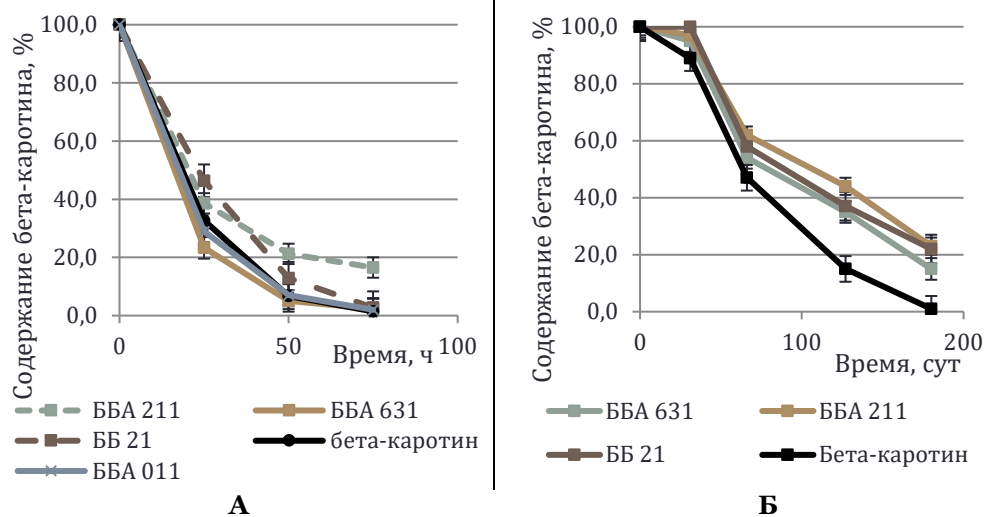 Содержание бета-каротина, %
100,0
80,0
60,0
40,0
20,0
0,0
0
50
100
Время, ч
ББА 211
ББА 631
ББ 21
бета-каротин
ББА 011
А
Содержание бета-каротина, %
100,0
80,0
60,0
40,0
20,0
0,0
0
100
200
Время, сут
ББА 631
ББА 211
ББ 21
Бета-каротин
Б